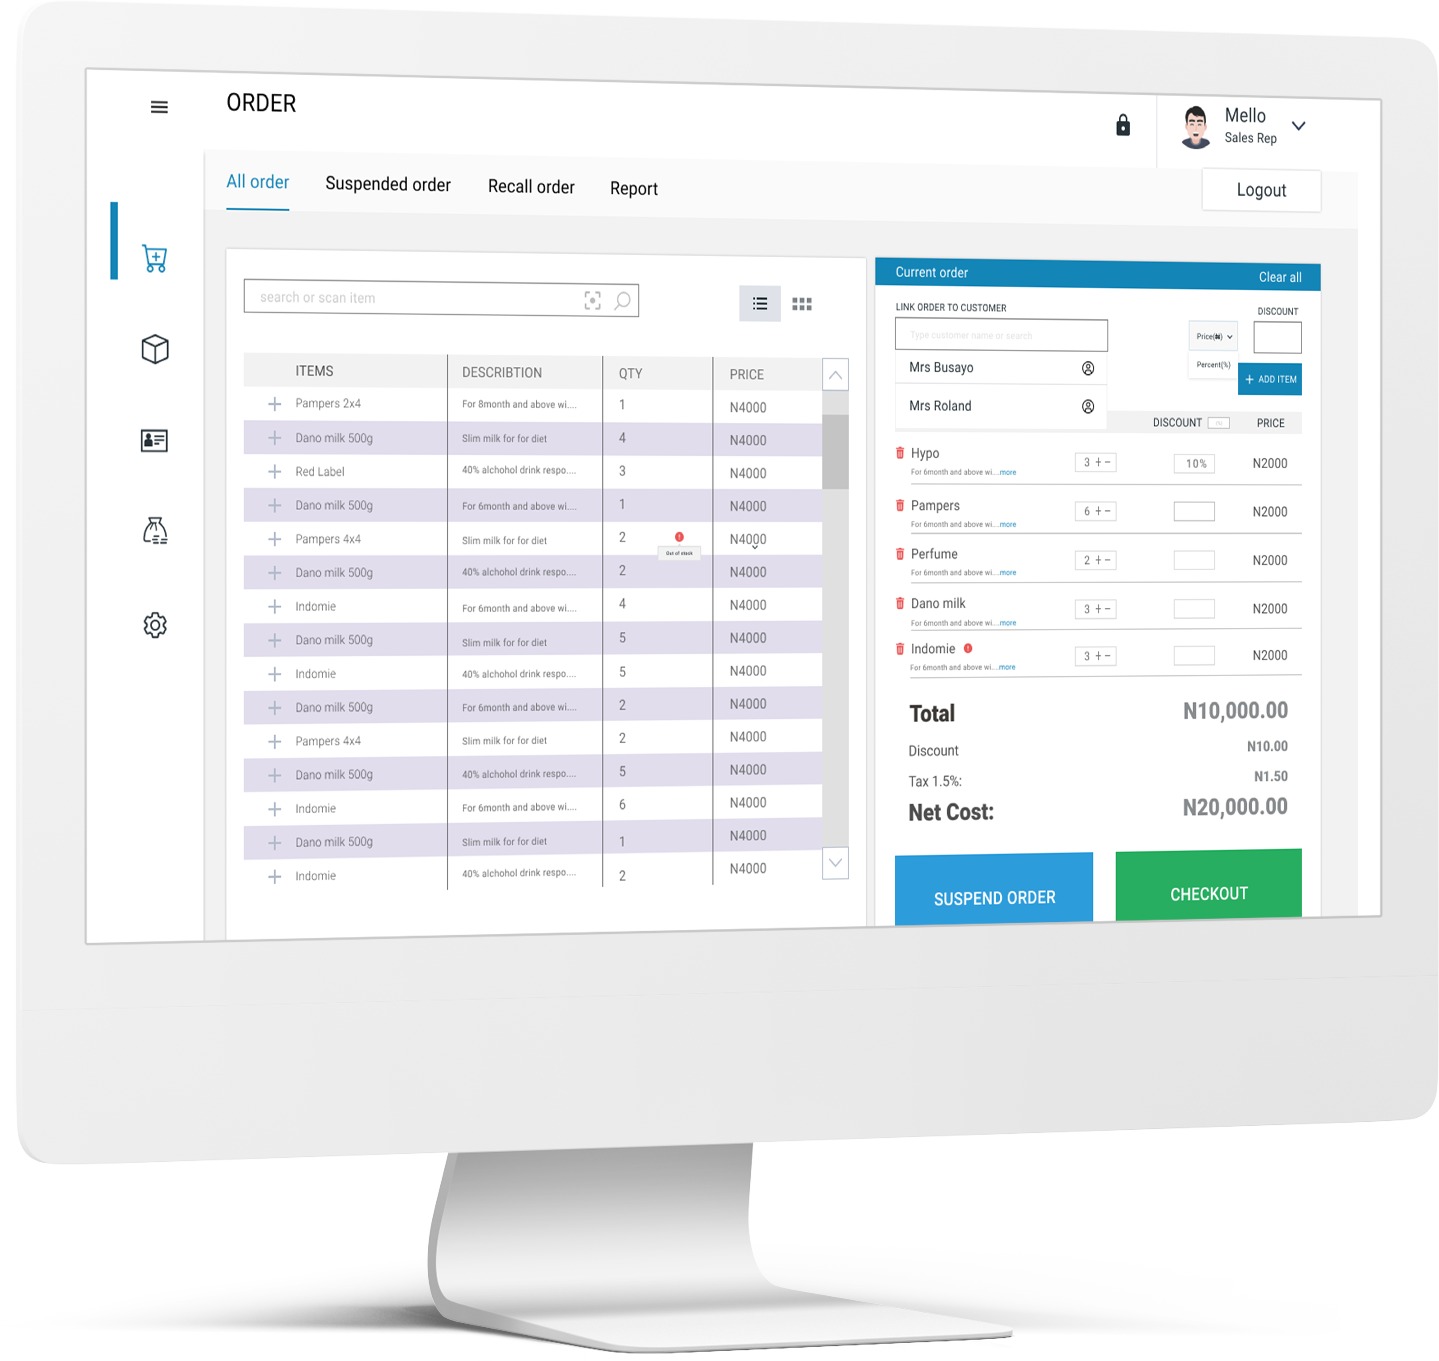 ORDER
Mello
Sales Rep
All order
Suspended order
Recall order
Report
Logout
search or scan item
ITEMS DESCRIBTION QTY PRICE
Pampers 2x4 For 8month and above wi.... 1 N4000
Dano milk 500g Slim milk for for diet 4 N4000
Red Label 40% alchohol drink respo.... 3 N4000
Dano milk 500g For 6month and above wi.... 1 N4000
Pampers 4x4 Slim milk for for diet 2 N4000
Out of stock
Dano milk 500g 40% alchohol drink respo.... 2 N4000
Indomie For 6month and above wi.... 4 N4000
Dano milk 500g Slim milk for for diet 5 N4000
Indomie 40% alchohol drink respo.... 5 N4000
Dano milk 500g For 6month and above wi.... 2 N4000
Pampers 4x4 Slim milk for for diet 2 N4000
Dano milk 500g 40% alchohol drink respo.... 5 N4000
Indomie For 6month and above wi.... 6 N4000
Dano milk 500g Slim milk for for diet 1 N4000
Indomie 40% alchohol drink respo.... 2 N4000
Current order Clear all
LINK ORDER TO CUSTOMER DISCOUNT
Type customer name or search Price(₦)
Mrs Busayo Percent(%)
+ ADD ITEM
Mrs Roland
DISCOUNT PRICE
Hypo 3 + − 10% N2000
For 6month and above wi....more
Pampers 6 + − N2000
For 6month and above wi....more
Perfume 2 + − N2000
For 6month and above wi....more
Dano milk 3 + − N2000
For 6month and above wi....more
Indomie 3 + − N2000
For 6month and above wi....more
Total N10,000.00
Discount N10.00
Tax 1.5%: N1.50
Net Cost: N20,000.00
SUSPEND ORDER CHECKOUT